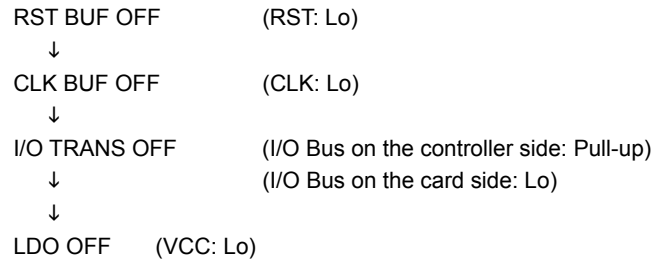 RST BUF OFF (RST: Lo)
↓
CLK BUF OFF (CLK: Lo)
↓
I/O TRANS OFF (I/O Bus on the controller side: Pull-up)
↓ (I/O Bus on the card side: Lo)
↓
LDO OFF (VCC: Lo)